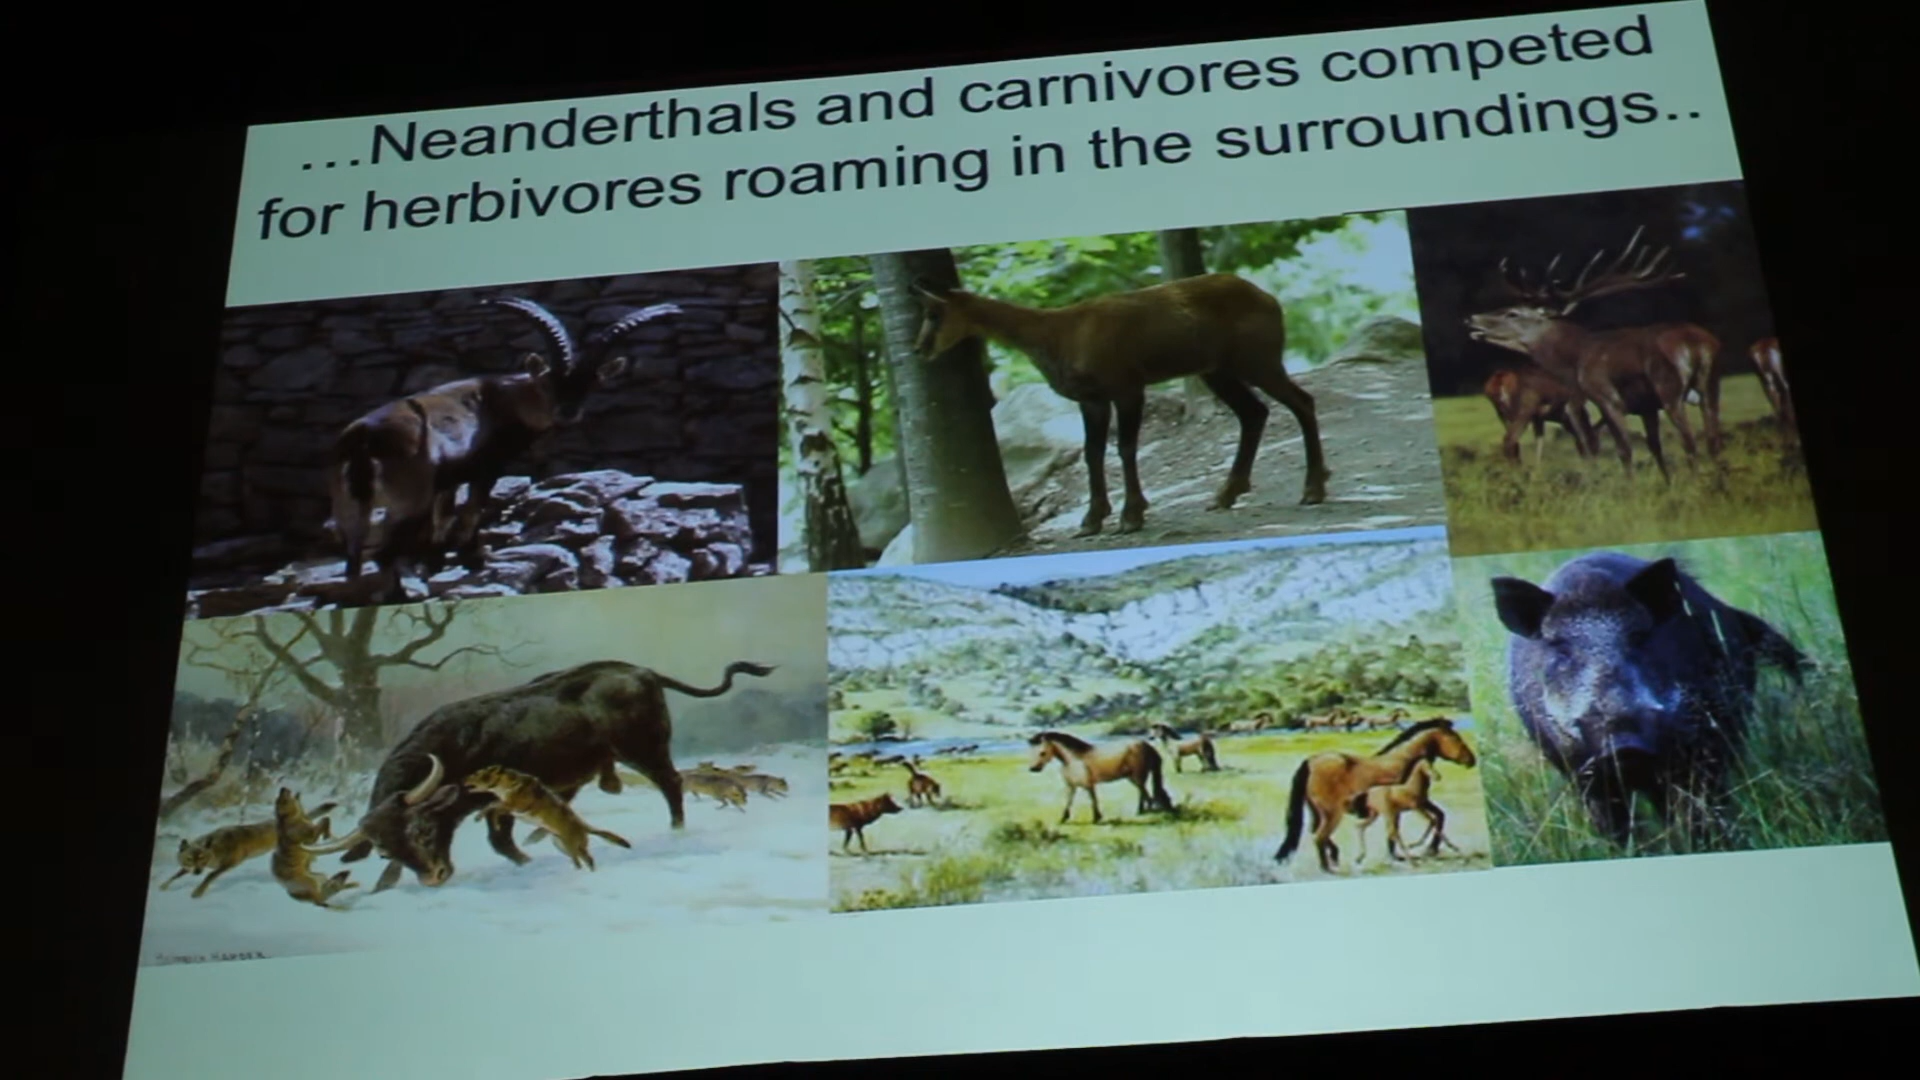 ...Neanderthals and carnivores competed
for herbivores roaming in the surroundings..